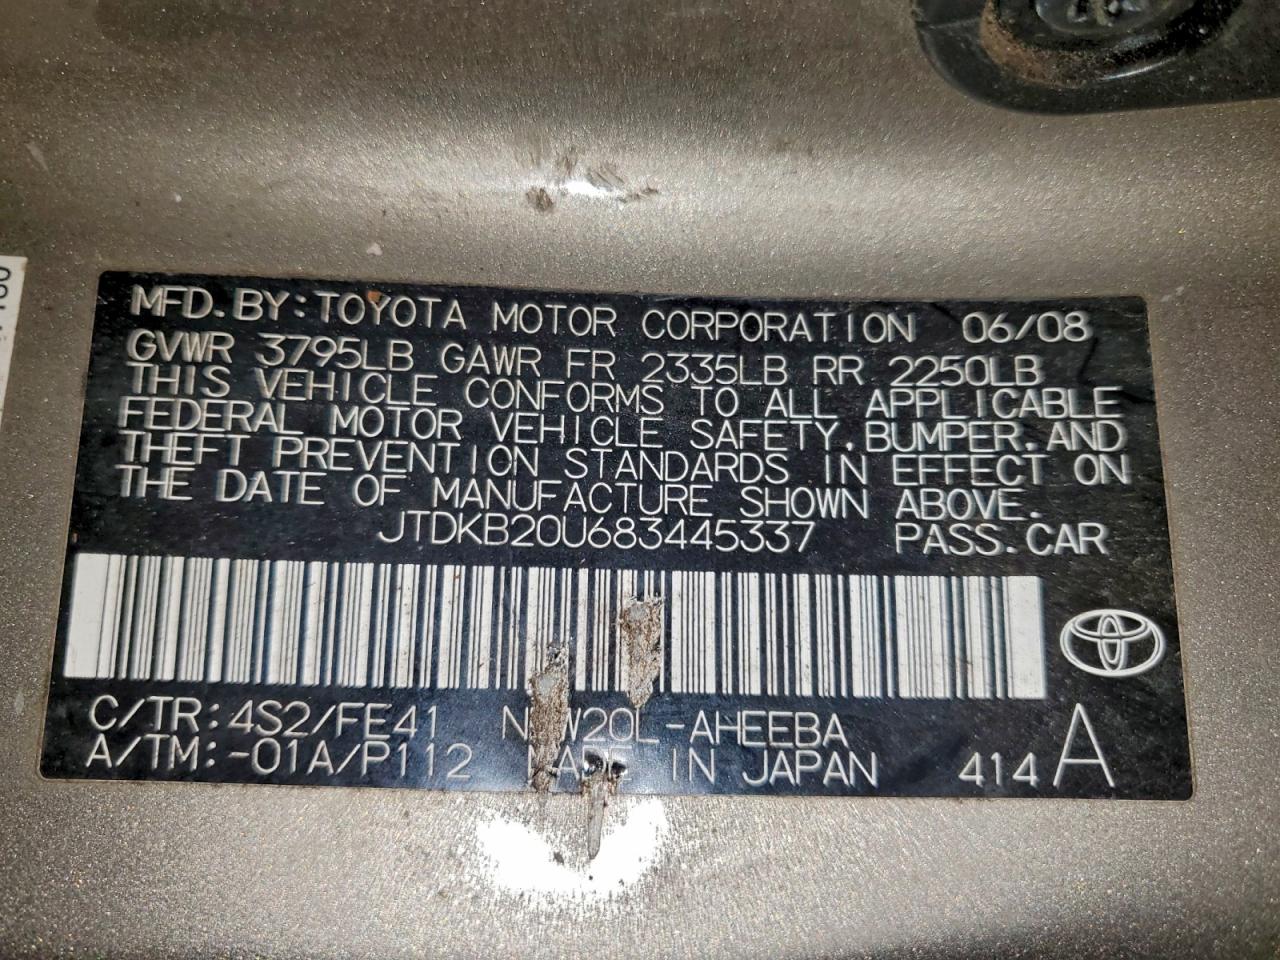 MFD. BY: TOYOTA MOTOR CORPORATION 06/08
GVWR 3795LB GAWR FR 2335LB RR 2250LB
THIS VEHICLE CONFORMS TO ALL APPLICABLE
FEDERAL MOTOR VEHICLE SAFETY, BUMPER, AND
THEFT PREVENTION STANDARDS IN EFFECT ON
THE DATE OF MANUFACTURE SHOWN ABOVE.
JTDKB20U683445337 PASS. CAR
C/TR: 4S2/FE41 W20L-AHEEBA
A/TM: -01A/P112 MADE IN JAPAN 414 A